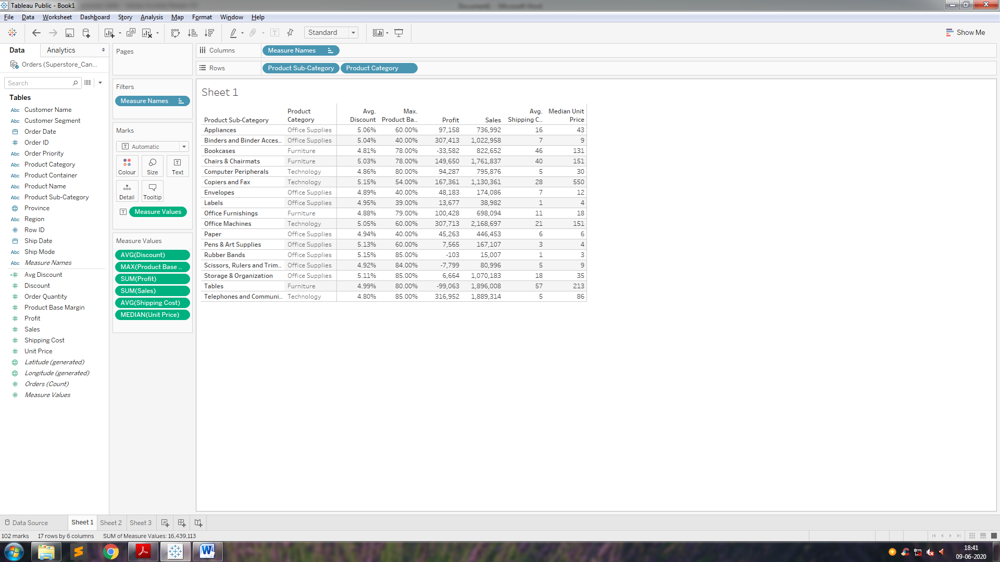 Tableau Public - Book1
File Data Worksheet Dashboard Story Analysis Map Format Window Help
Standard
Show Me
Data Analytics
Orders (Superstore_Can...
Search
Tables
Abc Customer Name
Abc Customer Segment
Order Date
# Order ID
Abc Order Priority
Abc Product Category
Abc Product Container
Abc Product Name
Abc Product Sub-Category
Province
Abc Region
# Row ID
Ship Date
Abc Ship Mode
Abc Measure Names
=# Avg Discount
# Discount
# Order Quantity
# Product Base Margin
# Profit
# Sales
# Shipping Cost
# Unit Price
Latitude (generated)
Longitude (generated)
# Orders (Count)
# Measure Values
Pages
Filters
Measure Names
Marks
T Automatic
Colour Size T Text
Detail Tooltip
T Measure Values
Measure Values
AVG(Discount)
MAX(Product Base ..
SUM(Profit)
SUM(Sales)
AVG(Shipping Cost)
MEDIAN(Unit Price)
Columns Measure Names
Rows Product Sub-Category Product Category
Sheet 1
Product Avg. Max. Avg. Median Unit
Product Sub-Category Category Discount Product Ba.. Profit Sales Shipping C.. Price
Appliances Office Supplies 5.06% 60.00% 97,158 736,992 16 43
Binders and Binder Acces.. Office Supplies 5.04% 40.00% 307,413 1,022,958 7 9
Bookcases Furniture 4.81% 78.00% -33,582 822,652 46 131
Chairs & Chairmats Furniture 5.03% 78.00% 149,650 1,761,837 40 151
Computer Peripherals Technology 4.86% 80.00% 94,287 795,876 5 30
Copiers and Fax Technology 5.15% 54.00% 167,361 1,130,361 28 550
Envelopes Office Supplies 4.89% 40.00% 48,183 174,086 7 12
Labels Office Supplies 4.95% 39.00% 13,677 38,982 1 4
Office Furnishings Furniture 4.88% 79.00% 100,428 698,094 11 18
Office Machines Technology 5.05% 60.00% 307,713 2,168,697 21 151
Paper Office Supplies 4.94% 40.00% 45,263 446,453 6 6
Pens & Art Supplies Office Supplies 5.13% 60.00% 7,565 167,107 3 4
Rubber Bands Office Supplies 5.15% 85.00% -103 15,007 1 3
Scissors, Rulers and Trim.. Office Supplies 4.92% 84.00% -7,799 80,996 5 9
Storage & Organization Office Supplies 5.11% 85.00% 6,664 1,070,183 18 35
Tables Furniture 4.99% 80.00% -99,063 1,896,008 57 213
Telephones and Communi.. Technology 4.80% 85.00% 316,952 1,889,314 5 86
Data Source Sheet 1 Sheet 2 Sheet 3
102 marks 17 rows by 6 columns SUM of Measure Values: 16,439,113
18:41
09-06-2020